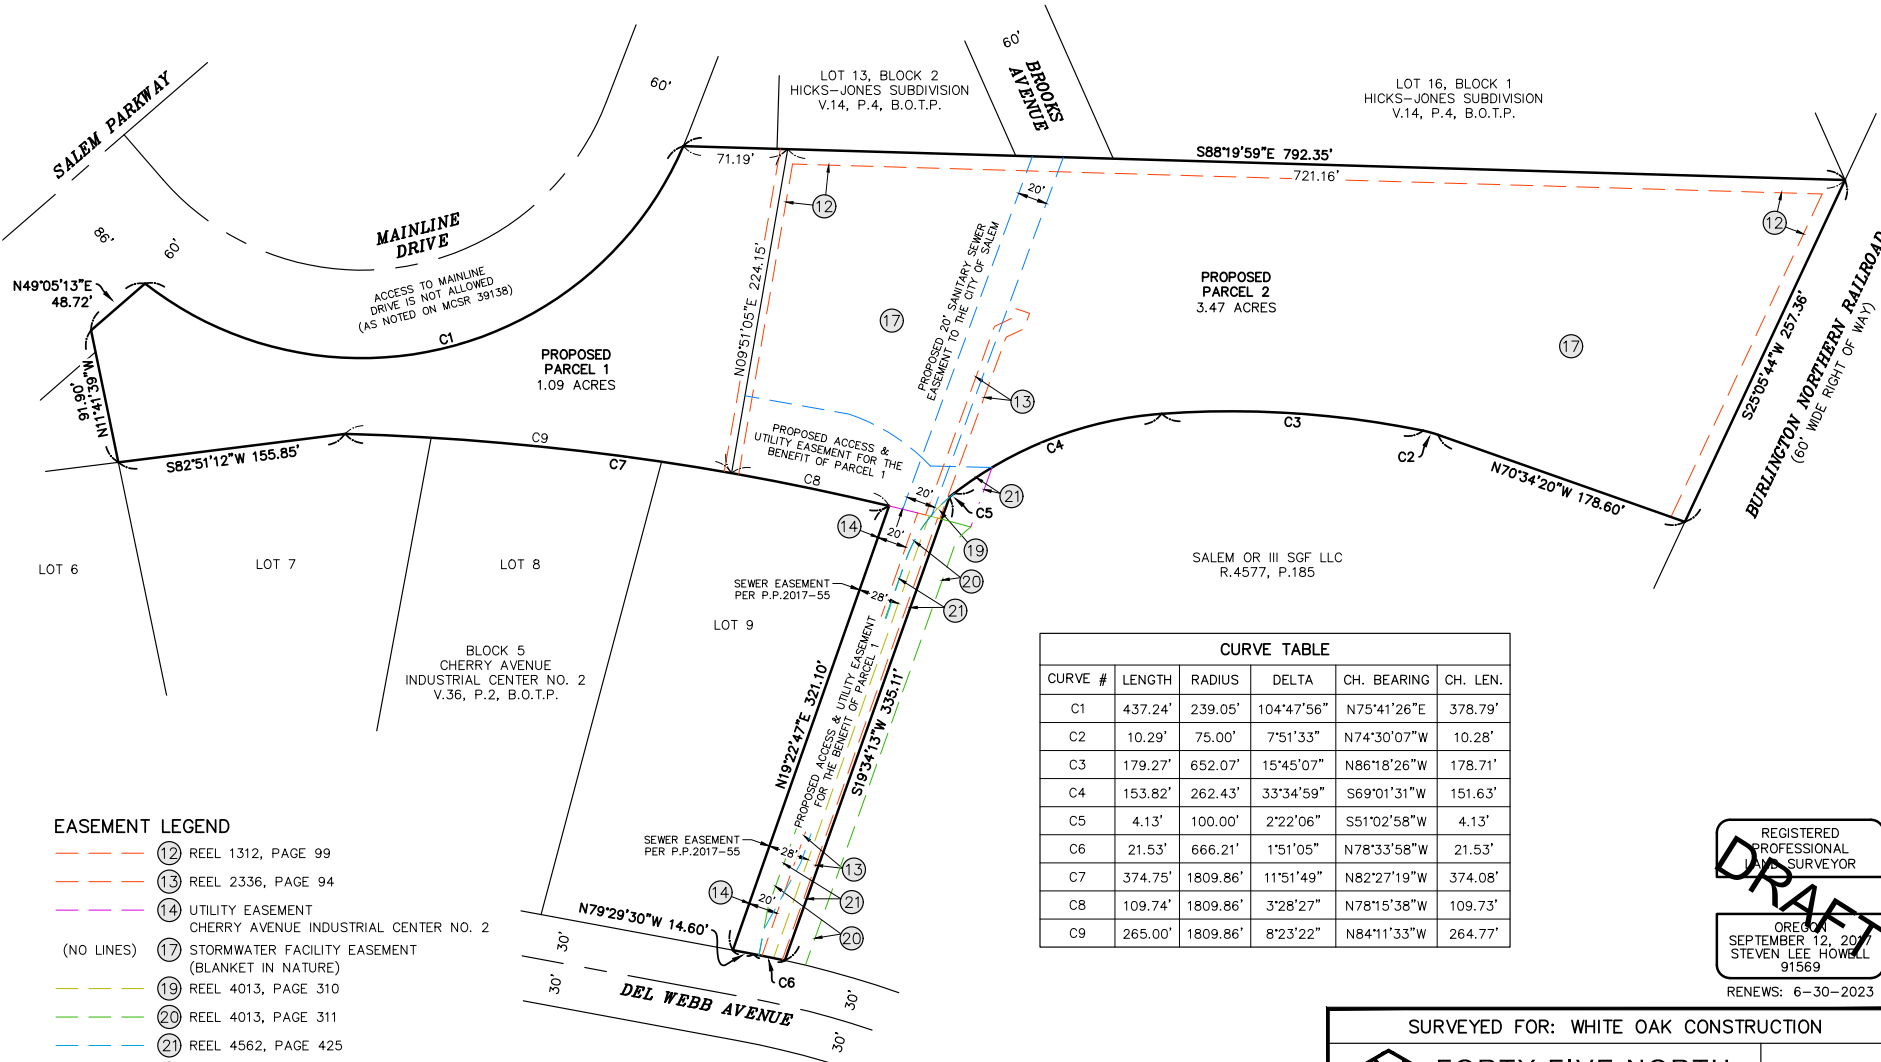 SALEM PARKWAY
60'
60'
BROOKS
AVENUE
LOT 13, BLOCK 2
HICKS-JONES SUBDIVISION
V.14, P.4, B.O.T.P.
LOT 16, BLOCK 1
HICKS-JONES SUBDIVISION
V.14, P.4, B.O.T.P.
71.19'
S88°19'59"E 792.35'
721.16'
12
12
20'
86'
60'
MAINLINE
DRIVE
ACCESS TO MAINLINE
DRIVE IS NOT ALLOWED
(AS NOTED ON MCSR 39138)
N49°05'13"E
48.72'
C1
N11°41'39"W
91.90'
PROPOSED
PARCEL 1
1.09 ACRES
N09°51'05"E 224.15'
17
PROPOSED 20' SANITARY SEWER
EASEMENT TO THE CITY OF SALEM
PROPOSED
PARCEL 2
3.47 ACRES
17
S25°05'44"W 257.36'
BURLINGTON NORTHERN RAILROAD
(60' WIDE RIGHT OF WAY)
13
S82°51'12"W 155.85'
C9
C7
C8
PROPOSED ACCESS &
UTILITY EASEMENT FOR THE
BENEFIT OF PARCEL 1
C4
C3
C2
N70°34'20"W 178.60'
20'
21
C5
14
20'
19
20
21
LOT 6
LOT 7
LOT 8
LOT 9
SEWER EASEMENT
PER P.P.2017-55
28'
SALEM OR III SGF LLC
R.4577, P.185
BLOCK 5
CHERRY AVENUE
INDUSTRIAL CENTER NO. 2
V.36, P.2, B.O.T.P.
N19°22'47"E 321.10'
PROPOSED ACCESS & UTILITY EASEMENT
FOR THE BENEFIT OF PARCEL 1
S19°34'13"W 335.11'
SEWER EASEMENT
PER P.P.2017-55
28'
13
14
20'
21
20
N79°29'30"W 14.60'
C6
30'
30'
30'
30'
DEL WEBB AVENUE
CURVE TABLE
CURVE # LENGTH RADIUS DELTA CH. BEARING CH. LEN.
C1 437.24' 239.05' 104°47'56" N75°41'26"E 378.79'
C2 10.29' 75.00' 7°51'33" N74°30'07"W 10.28'
C3 179.27' 652.07' 15°45'07" N86°18'26"W 178.71'
C4 153.82' 262.43' 33°34'59" S69°01'31"W 151.63'
C5 4.13' 100.00' 2°22'06" S51°02'58"W 4.13'
C6 21.53' 666.21' 1°51'05" N78°33'58"W 21.53'
C7 374.75' 1809.86' 11°51'49" N82°27'19"W 374.08'
C8 109.74' 1809.86' 3°28'27" N78°15'38"W 109.73'
C9 265.00' 1809.86' 8°23'22" N84°11'33"W 264.77'
EASEMENT LEGEND
12 REEL 1312, PAGE 99
13 REEL 2336, PAGE 94
14 UTILITY EASEMENT
CHERRY AVENUE INDUSTRIAL CENTER NO. 2
(NO LINES) 17 STORMWATER FACILITY EASEMENT
(BLANKET IN NATURE)
19 REEL 4013, PAGE 310
20 REEL 4013, PAGE 311
21 REEL 4562, PAGE 425
REGISTERED
PROFESSIONAL
LAND SURVEYOR
DRAFT
OREGON
SEPTEMBER 12, 2017
STEVEN LEE HOWELL
91569
RENEWS: 6-30-2023
SURVEYED FOR: WHITE OAK CONSTRUCTION
FORTY FIVE NORTH